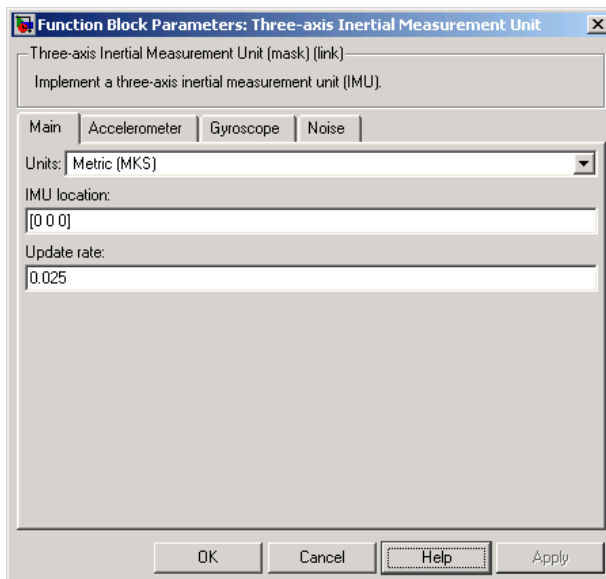 Function Block Parameters: Three-axis Inertial Measurement Unit
Three-axis Inertial Measurement Unit (mask) (link)
Implement a three-axis inertial measurement unit (IMU).
Main Accelerometer Gyroscope Noise
Units: Metric (MKS)
IMU location:
[0 0 0]
Update rate:
0.025
OK Cancel Help Apply